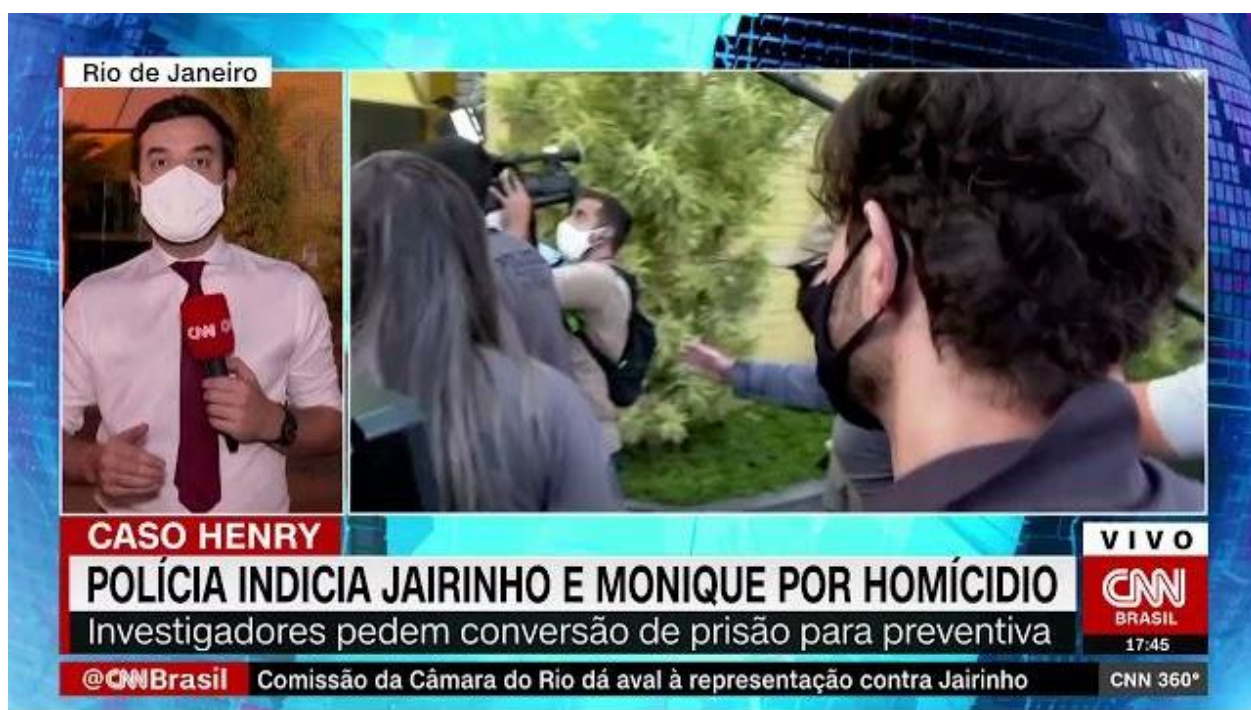 Rio de Janeiro
CNN
CASO HENRY
POLÍCIA INDICIA JAIRINHO E MONIQUE POR HOMÍCIDIO
Investigadores pedem conversão de prisão para preventiva
VIVO
CNN
BRASIL
17:45
@CNNBrasil Comissão da Câmara do Rio dá aval à representação contra Jairinho
CNN 360°